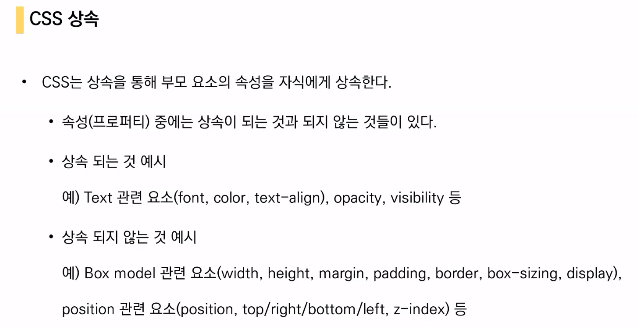 CSS 상속
• CSS는 상속을 통해 부모 요소의 속성을 자식에게 상속한다.
• 속성(프로퍼티) 중에는 상속이 되는 것과 되지 않는 것들이 있다.
• 상속 되는 것 예시
예) Text 관련 요소(font, color, text-align), opacity, visibility 등
• 상속 되지 않는 것 예시
예) Box model 관련 요소(width, height, margin, padding, border, box-sizing, display),
position 관련 요소(position, top/right/bottom/left, z-index) 등